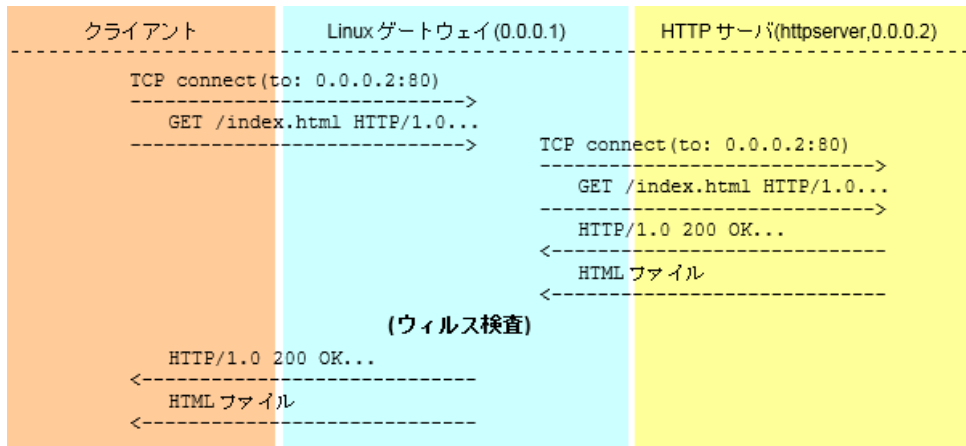 クライアント Linux ゲートウェイ(0.0.0.1) HTTP サーバ(httpserver,0.0.0.2)
TCP connect(to: 0.0.0.2:80)
GET /index.html HTTP/1.0...
TCP connect(to: 0.0.0.2:80)
GET /index.html HTTP/1.0...
HTTP/1.0 200 OK...
HTML ファイル
(ウィルス検査)
HTTP/1.0 200 OK...
HTML ファイル